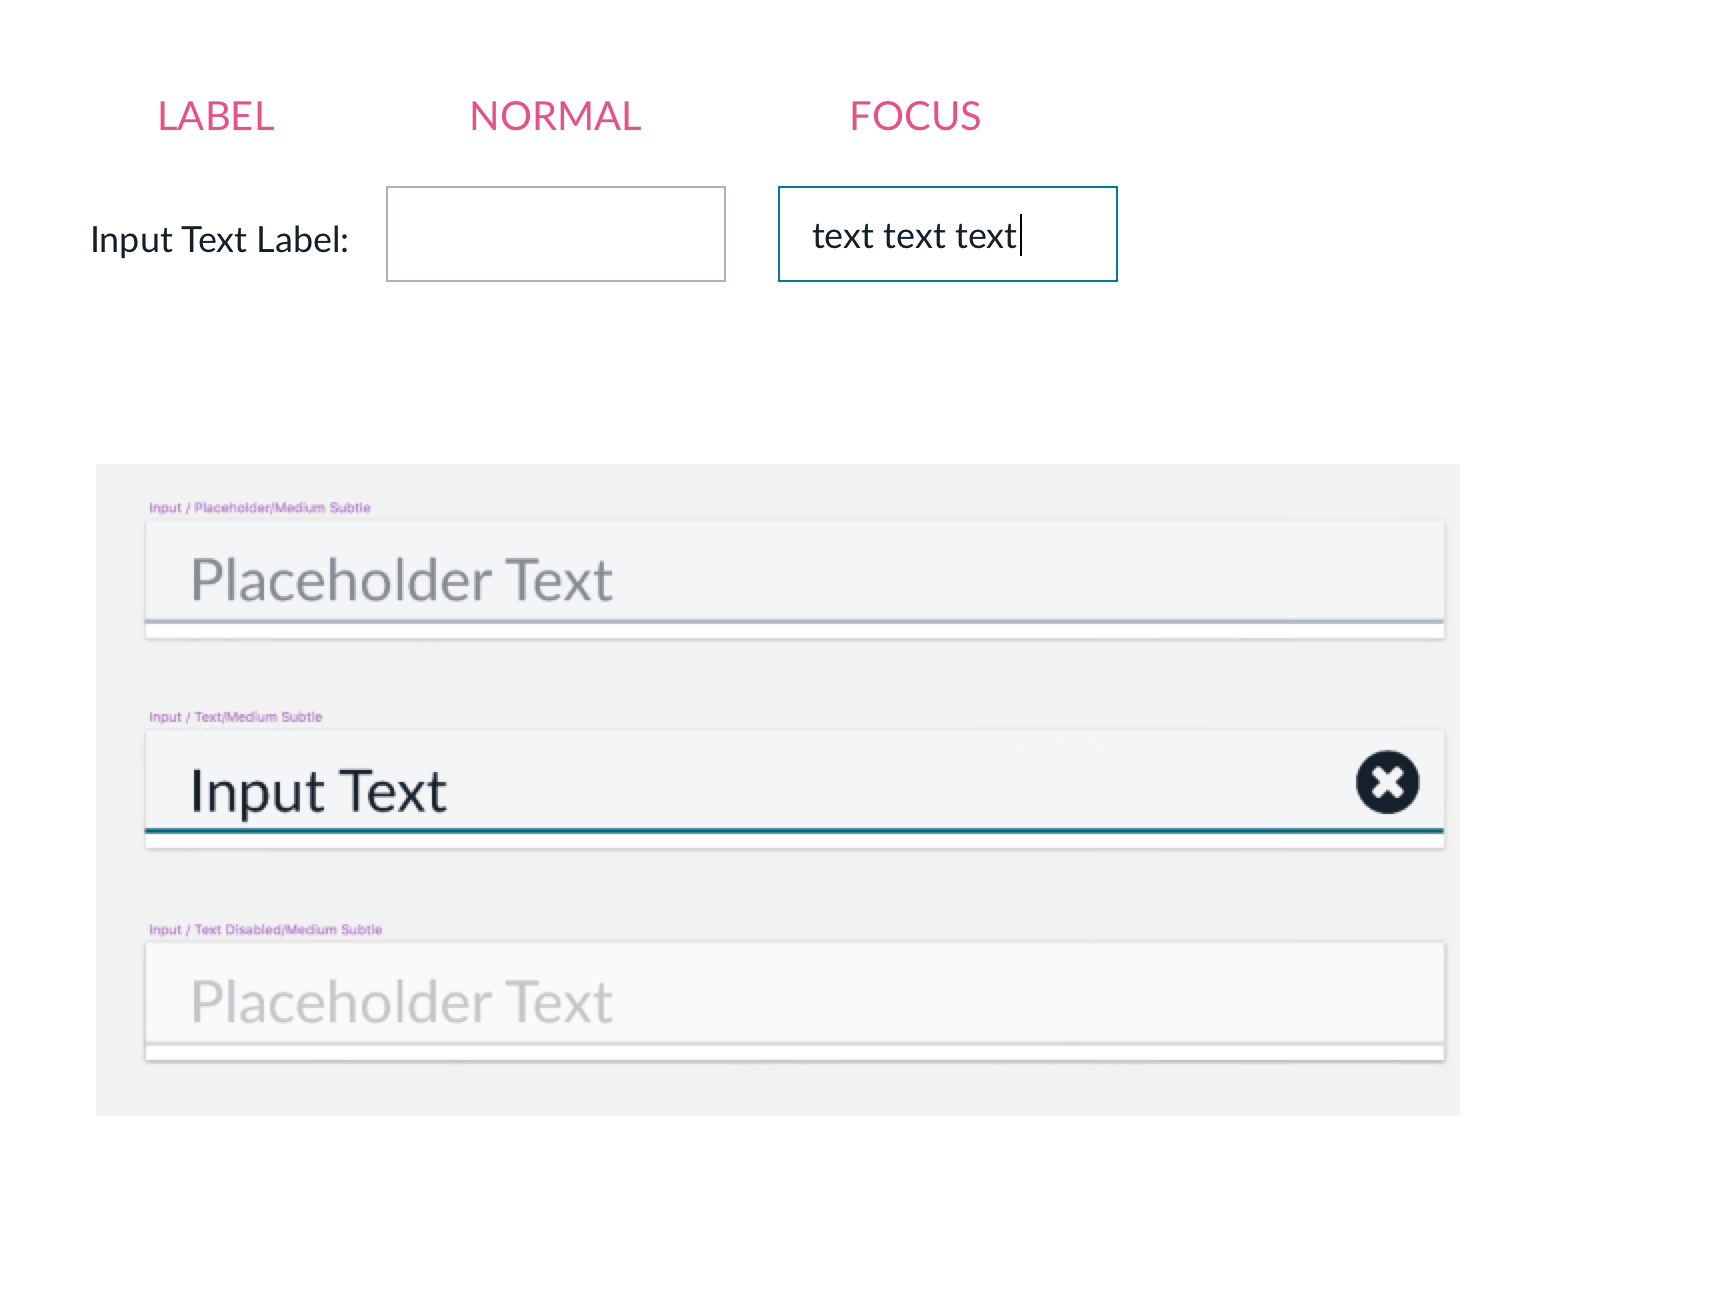 LABEL NORMAL FOCUS
Input Text Label: text text text
Input / Placeholder/Medium Subtle
Placeholder Text
Input / Text/Medium Subtle
Input Text
Input / Text Disabled/Medium Subtle
Placeholder Text